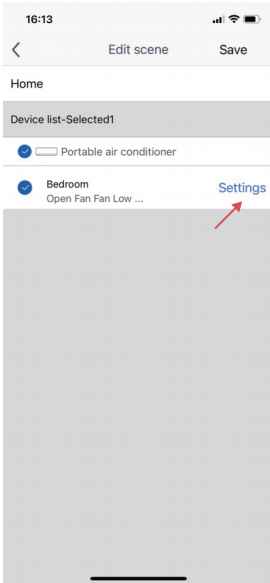 16:13
Edit scene Save
Home
Device list-Selected1
Portable air conditioner
Bedroom Settings
Open Fan Fan Low ...